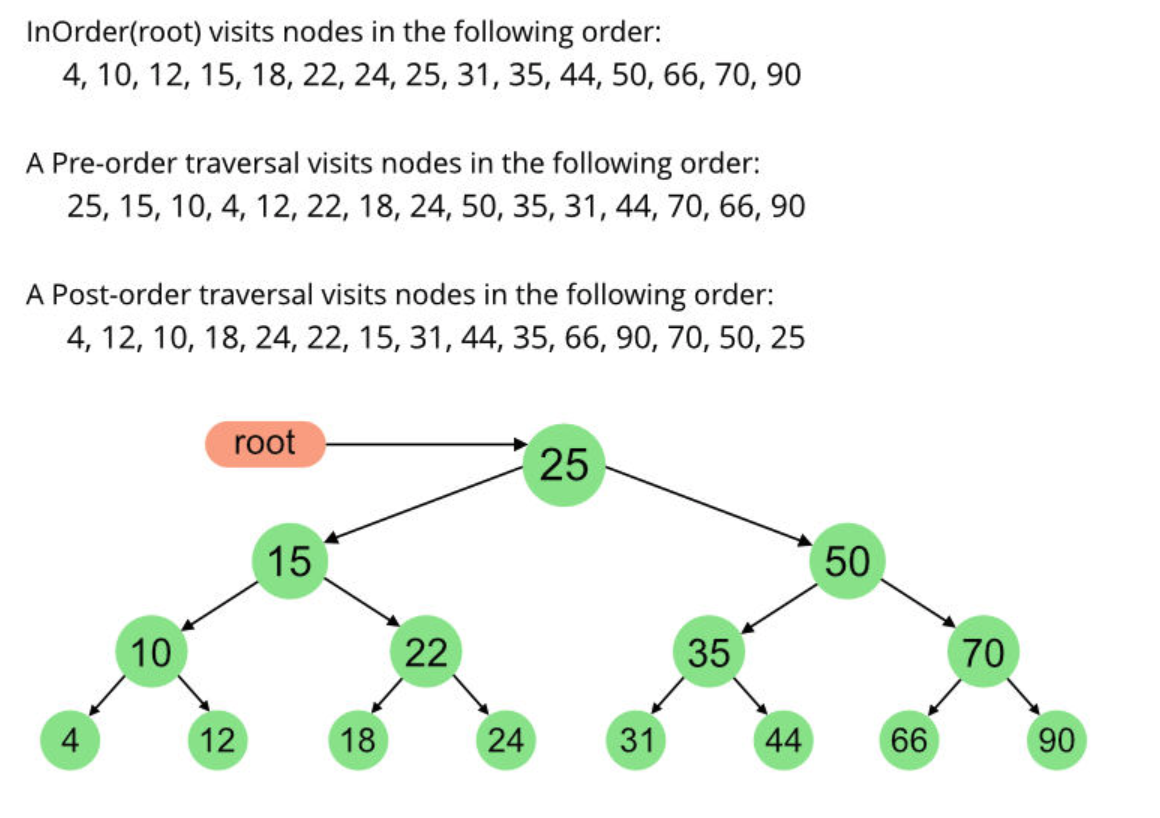 InOrder(root) visits nodes in the following order:
4, 10, 12, 15, 18, 22, 24, 25, 31, 35, 44, 50, 66, 70, 90
A Pre-order traversal visits nodes in the following order:
25, 15, 10, 4, 12, 22, 18, 24, 50, 35, 31, 44, 70, 66, 90
A Post-order traversal visits nodes in the following order:
4, 12, 10, 18, 24, 22, 15, 31, 44, 35, 66, 90, 70, 50, 25
root
25
15
50
10
22
35
70
4
12
18
24
31
44
66
90